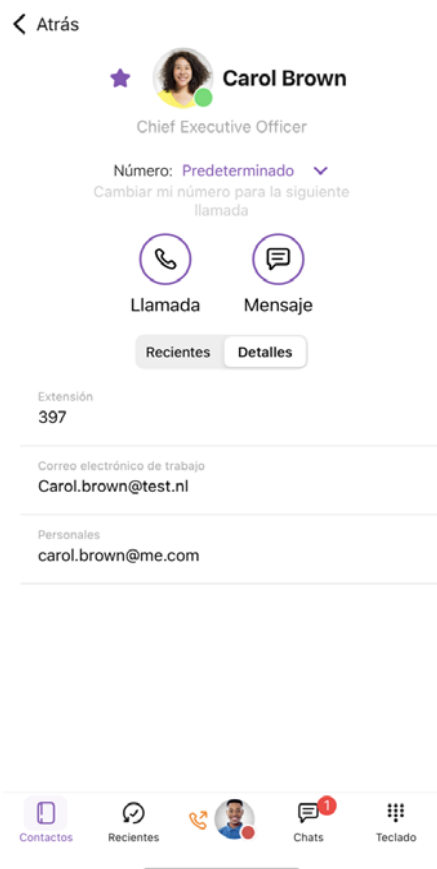 Atrás
Carol Brown
Chief Executive Officer
Número: Predeterminado
Cambiar mi número para la siguiente
llamada
Llamada Mensaje
Recientes Detalles
Extensión
397
Correo electrónico de trabajo
Carol.brown@test.nl
Personales
carol.brown@me.com
1
Contactos Recientes Chats Teclado